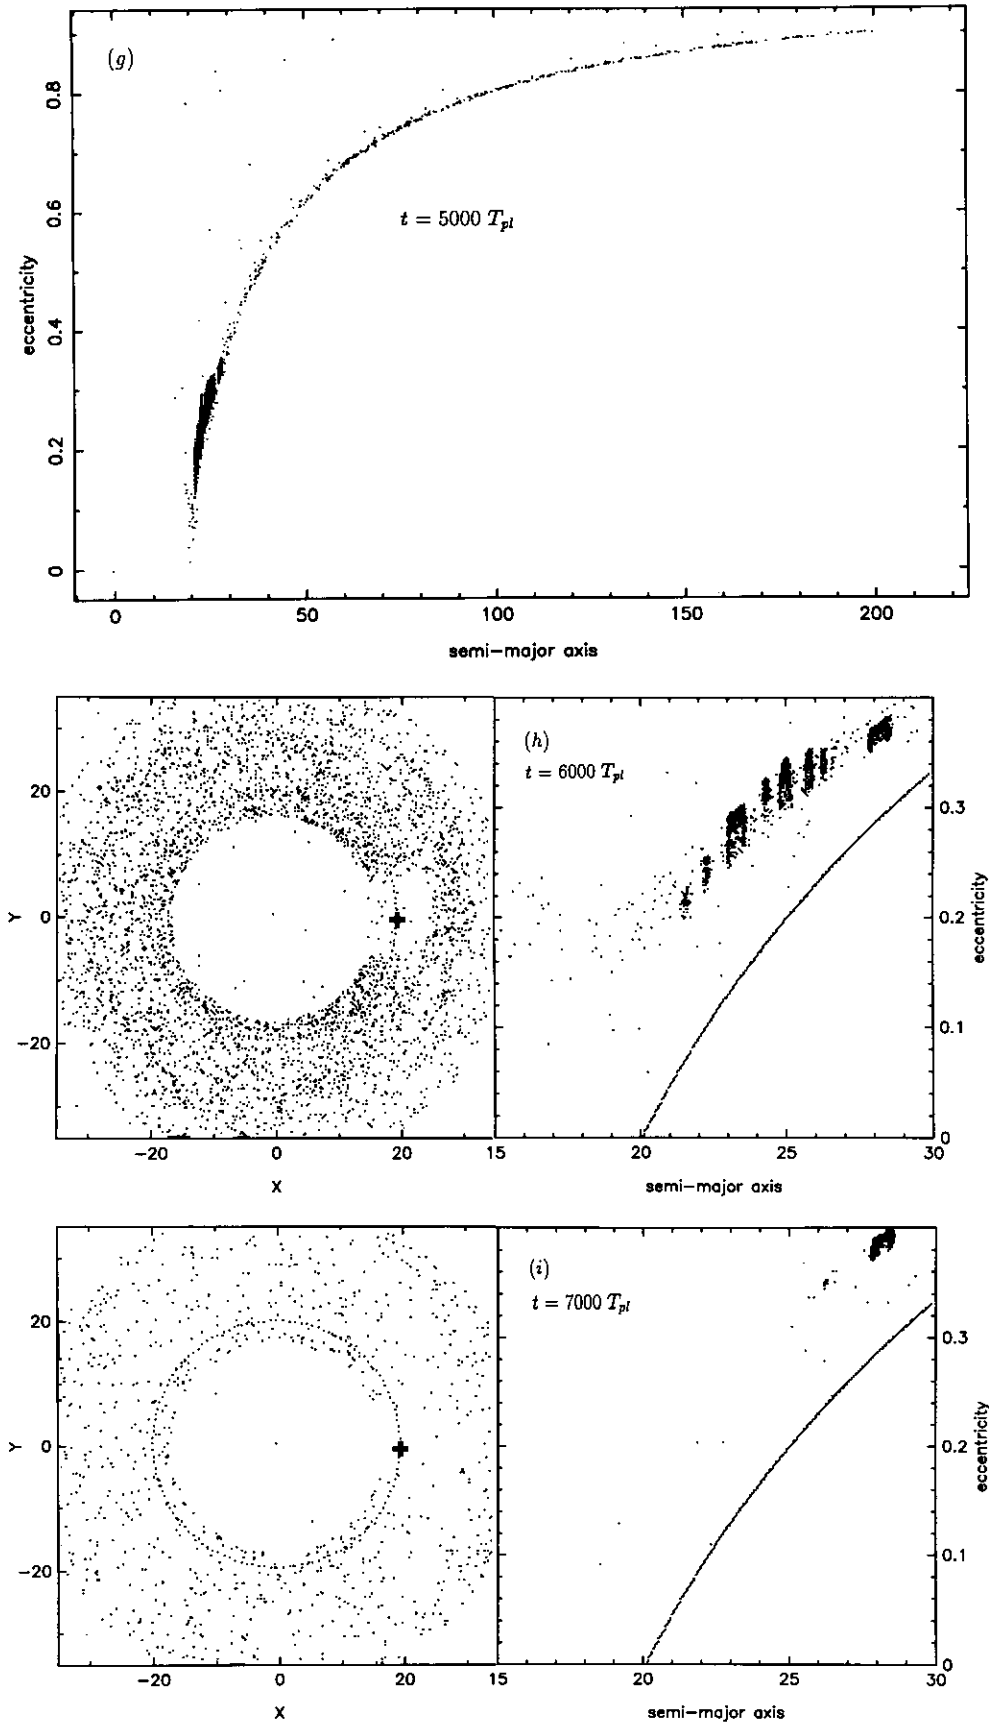 (g)
0.8
0.6
0.4
0.2
0
eccentricity
t = 5000 T_pl
0 50 100 150 200
semi-major axis
(h)
t = 6000 T_pl
20
0
-20
Y
0.3
0.2
0.1
0
eccentricity
-20 0 20 15 20 25 30
X semi-major axis
(i)
t = 7000 T_pl
20
0
-20
Y
0.3
0.2
0.1
0
eccentricity
-20 0 20 15 20 25 30
X semi-major axis